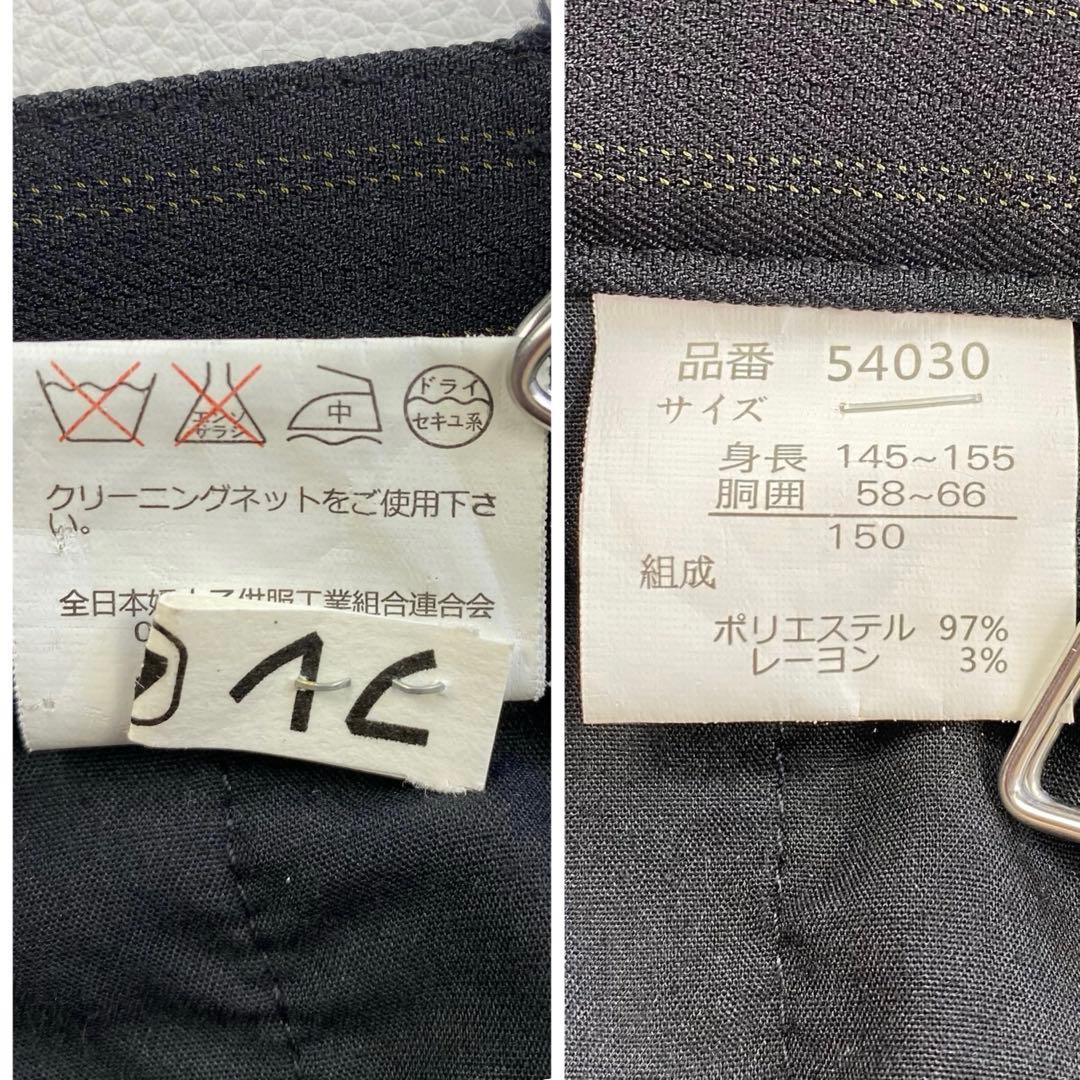 エンソ
サラシ
中
ドライ
セキユ系
クリーニングネットをご使用下さ
い。
全日本婦人子供服工業組合連合会
品番 54030
サイズ
身長 145~155
胴囲 58~66
150
組成
ポリエステル 97%
レーヨン 3%